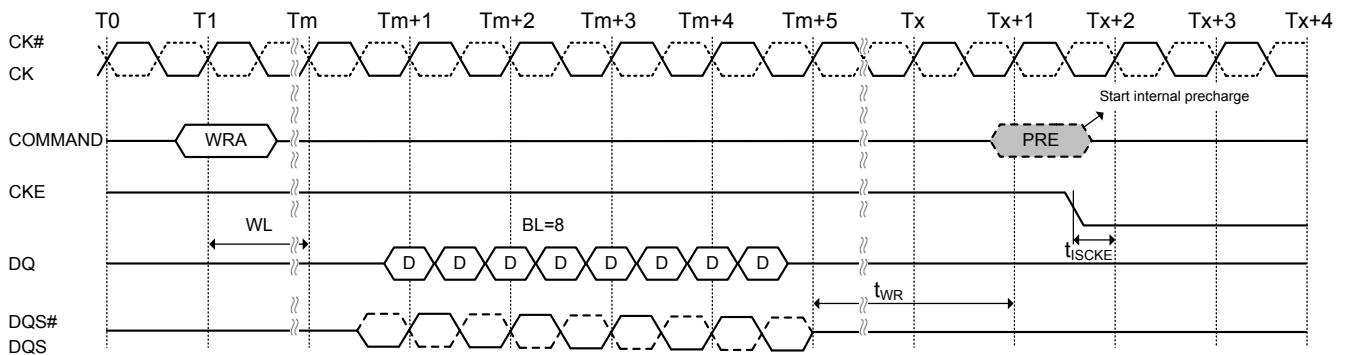 T0 T1 Tm Tm+1 Tm+2 Tm+3 Tm+4 Tm+5 Tx Tx+1 Tx+2 Tx+3 Tx+4
CK#
CK
Start internal precharge
COMMAND WRA PRE
CKE
WL BL=8
tISCKE
DQ D D D D D D D D
tWR
DQS#
DQS